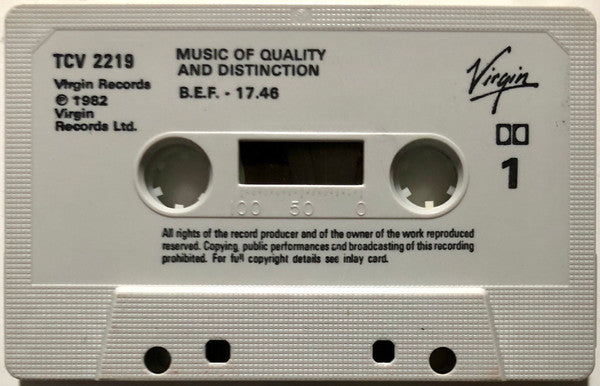 TCV 2219
Virgin Records
℗ 1982
Virgin
Records Ltd.
MUSIC OF QUALITY
AND DISTINCTION
B.E.F. - 17.46
Virgin
1
100 50 0
All rights of the record producer and of the owner of the work reproduced
reserved. Copying, public performances and broadcasting of this recording
prohibited. For full copyright details see inlay card.